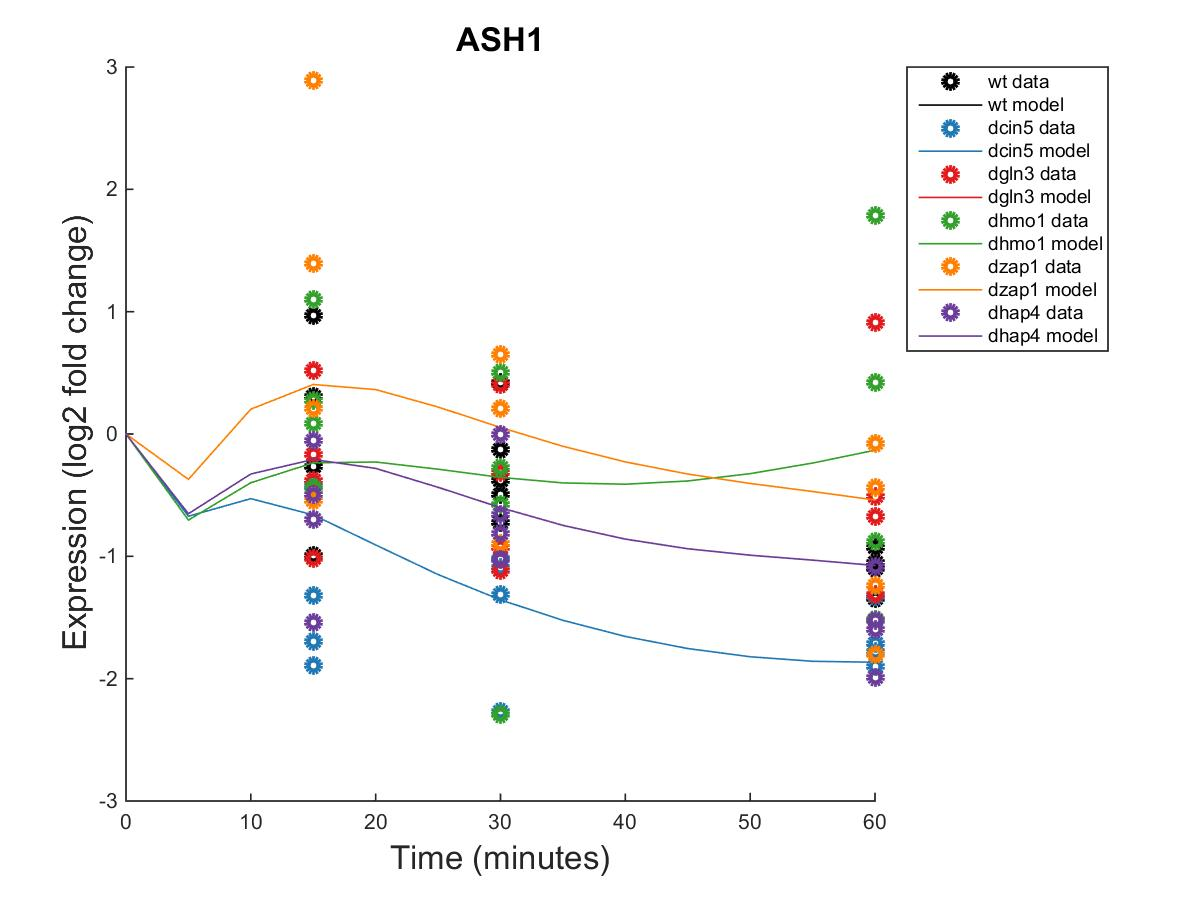 ASH1
3
2
1
0
-1
-2
-3
Expression (log2 fold change)
0 10 20 30 40 50 60
Time (minutes)
wt data
wt model
dcin5 data
dcin5 model
dgln3 data
dgln3 model
dhmo1 data
dhmo1 model
dzap1 data
dzap1 model
dhap4 data
dhap4 model